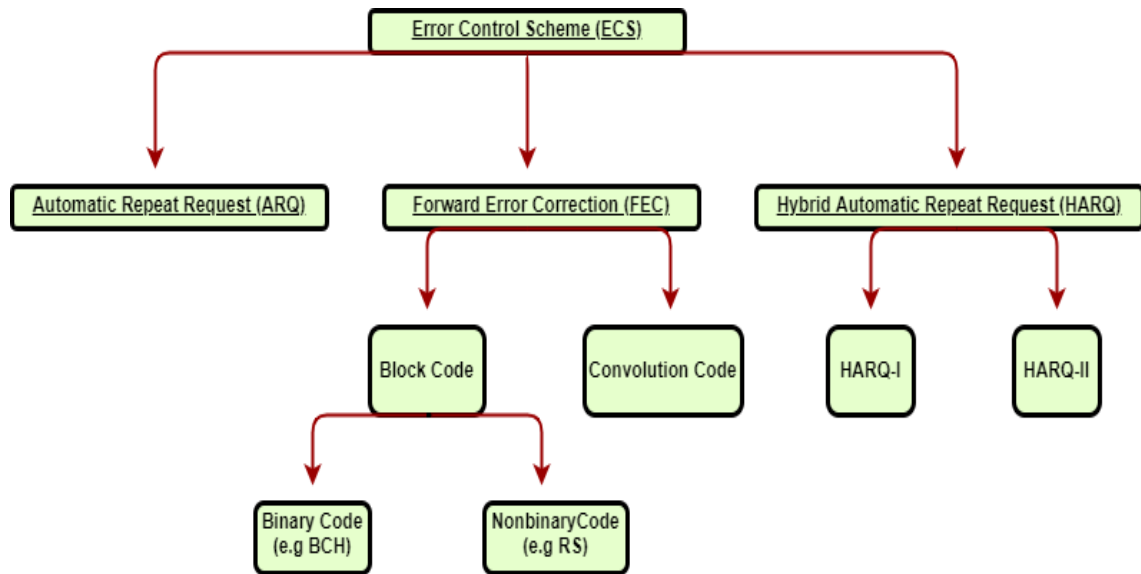 Error Control Scheme (ECS)
Automatic Repeat Request (ARQ)
Forward Error Correction (FEC)
Hybrid Automatic Repeat Request (HARQ)
Block Code
Convolution Code
HARQ-I
HARQ-II
Binary Code
(e.g BCH)
NonbinaryCode
(e.g RS)